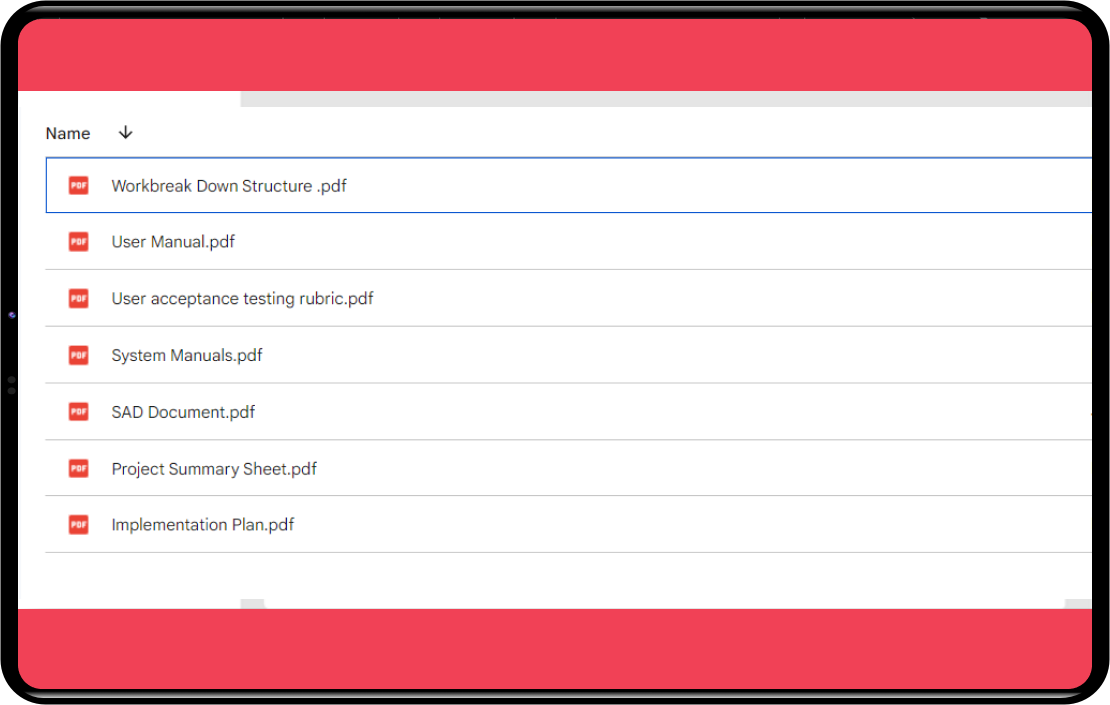 Name
PDF Workbreak Down Structure .pdf
PDF User Manual.pdf
PDF User acceptance testing rubric.pdf
PDF System Manuals.pdf
PDF SAD Document.pdf
PDF Project Summary Sheet.pdf
PDF Implementation Plan.pdf